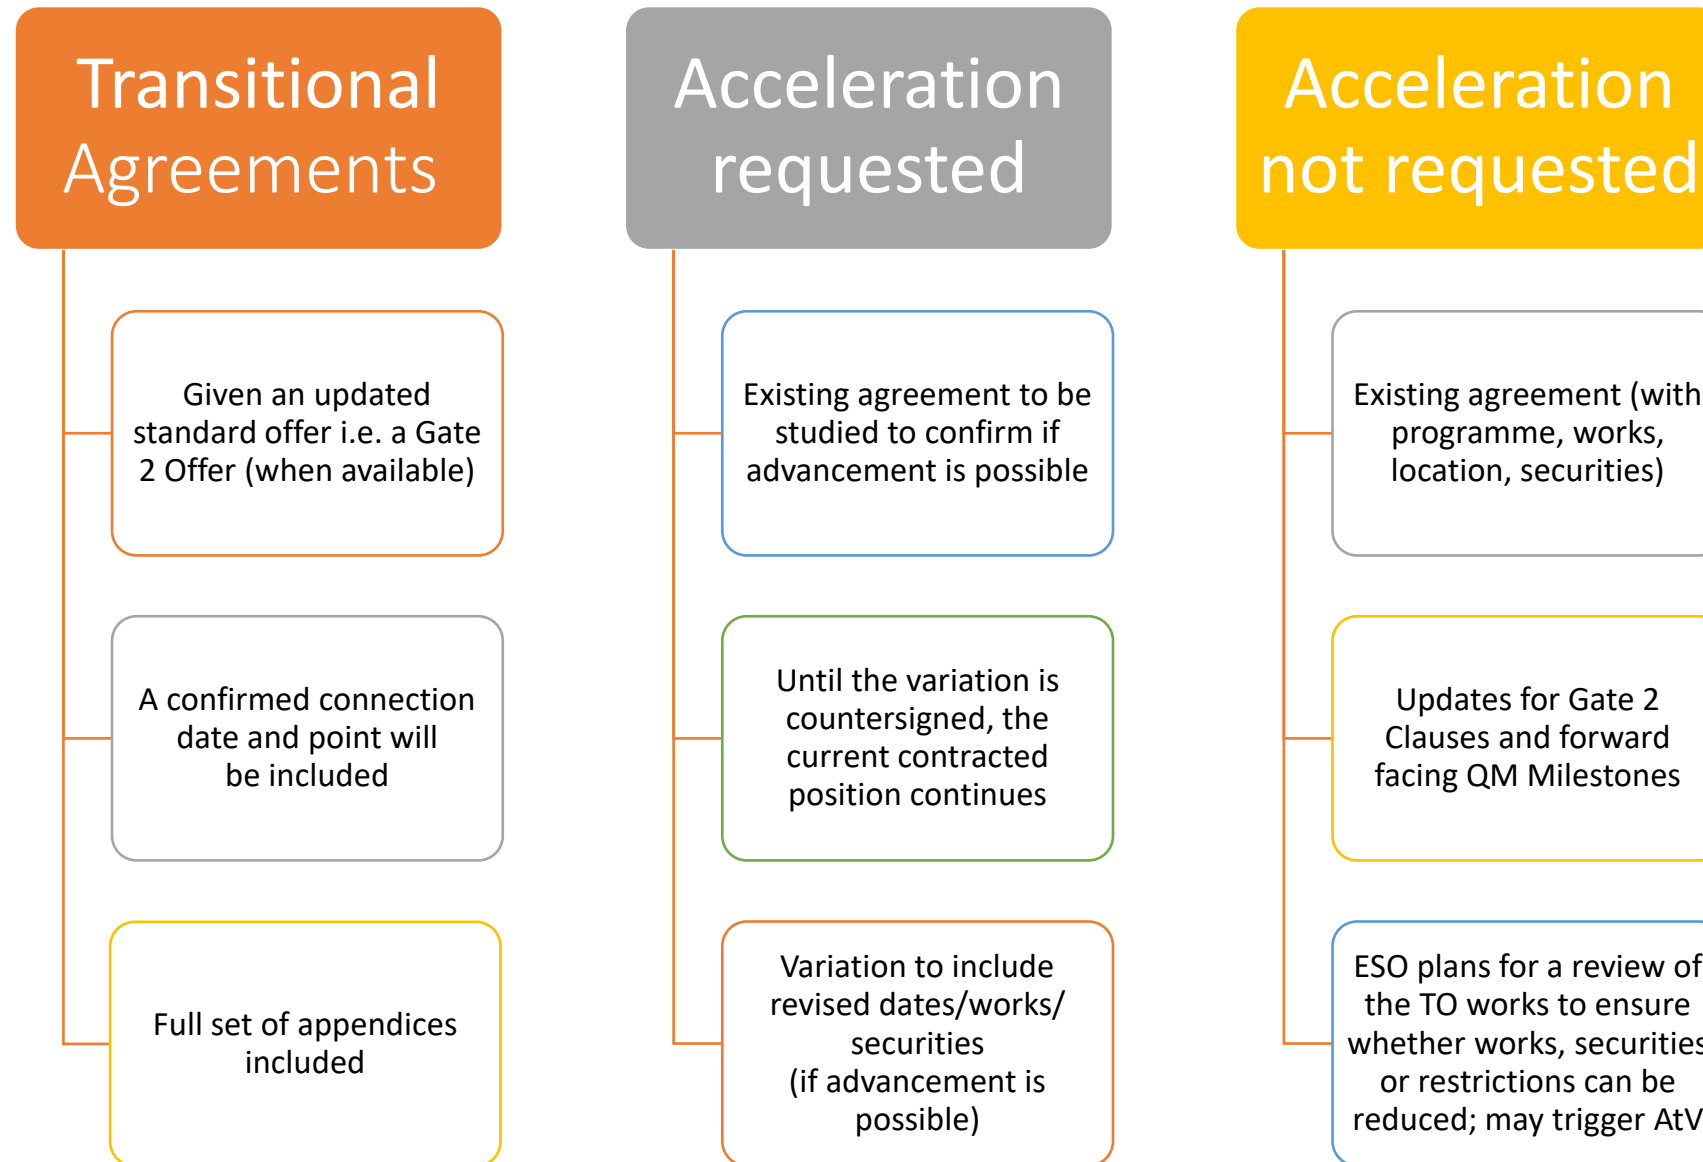 Transitional
Agreements
Given an updated
standard offer i.e. a Gate
2 Offer (when available)
A confirmed connection
date and point will
be included
Full set of appendices
included
Acceleration
requested
Existing agreement to be
studied to confirm if
advancement is possible
Until the variation is
countersigned, the
current contracted
position continues
Variation to include
revised dates/works/
securities
(if advancement is
possible)
Acceleration
not requested
Existing agreement (with
programme, works,
location, securities)
Updates for Gate 2
Clauses and forward
facing QM Milestones
ESO plans for a review of
the TO works to ensure
whether works, securities
or restrictions can be
reduced; may trigger AtV